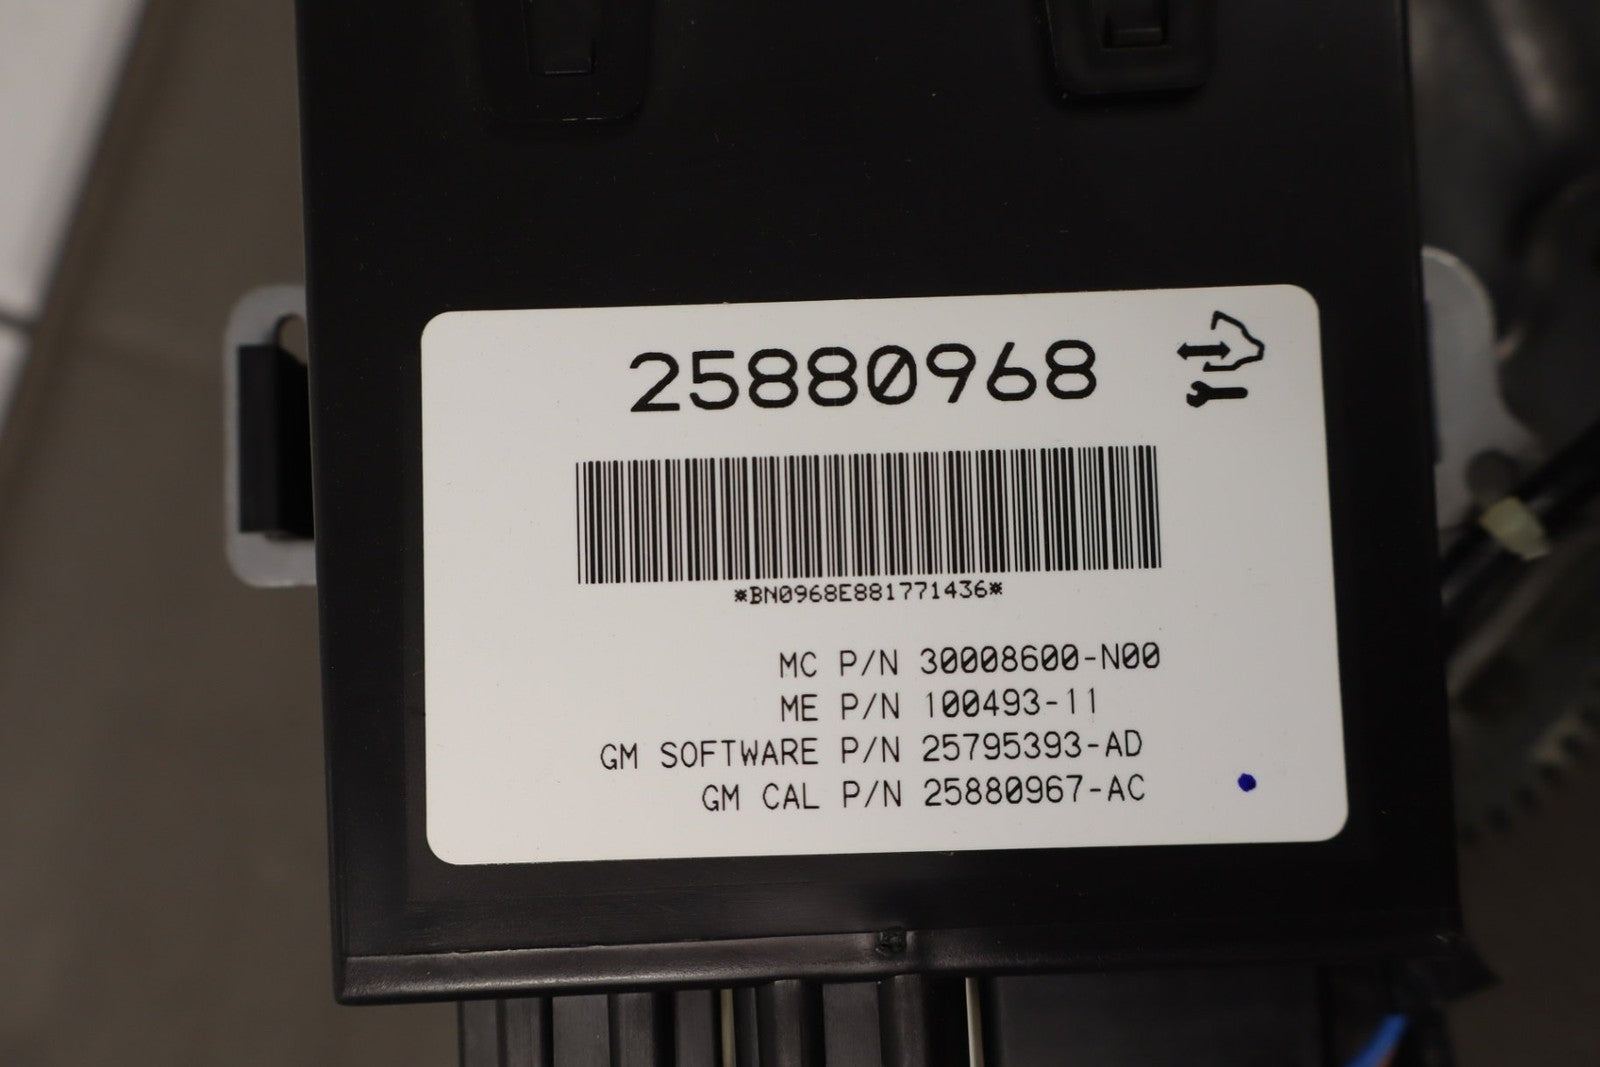 25880968
*BN0968E881771436*
MC P/N 30008600-N00
ME P/N 100493-11
GM SOFTWARE P/N 25795393-AD
GM CAL P/N 25880967-AC